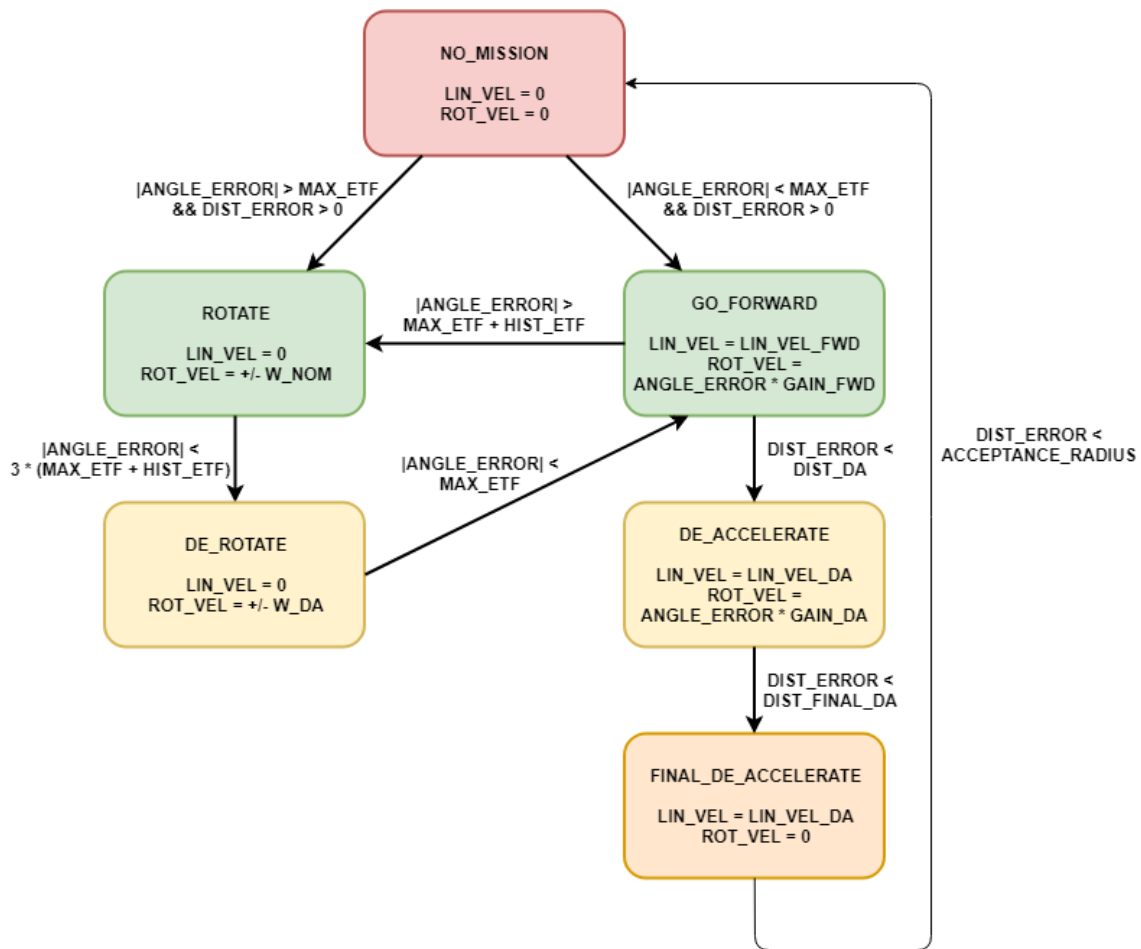 NO_MISSION
LIN_VEL = 0
ROT_VEL = 0
|ANGLE_ERROR| > MAX_ETF
&& DIST_ERROR > 0
|ANGLE_ERROR| < MAX_ETF
&& DIST_ERROR > 0
ROTATE
LIN_VEL = 0
ROT_VEL = +/- W_NOM
|ANGLE_ERROR| >
MAX_ETF + HIST_ETF
GO_FORWARD
LIN_VEL = LIN_VEL_FWD
ROT_VEL =
ANGLE_ERROR * GAIN_FWD
|ANGLE_ERROR| <
3 * (MAX_ETF + HIST_ETF)
|ANGLE_ERROR| <
MAX_ETF
DIST_ERROR <
DIST_DA
DIST_ERROR <
ACCEPTANCE_RADIUS
DE_ROTATE
LIN_VEL = 0
ROT_VEL = +/- W_DA
DE_ACCELERATE
LIN_VEL = LIN_VEL_DA
ROT_VEL =
ANGLE_ERROR * GAIN_DA
DIST_ERROR <
DIST_FINAL_DA
FINAL_DE_ACCELERATE
LIN_VEL = LIN_VEL_DA
ROT_VEL = 0